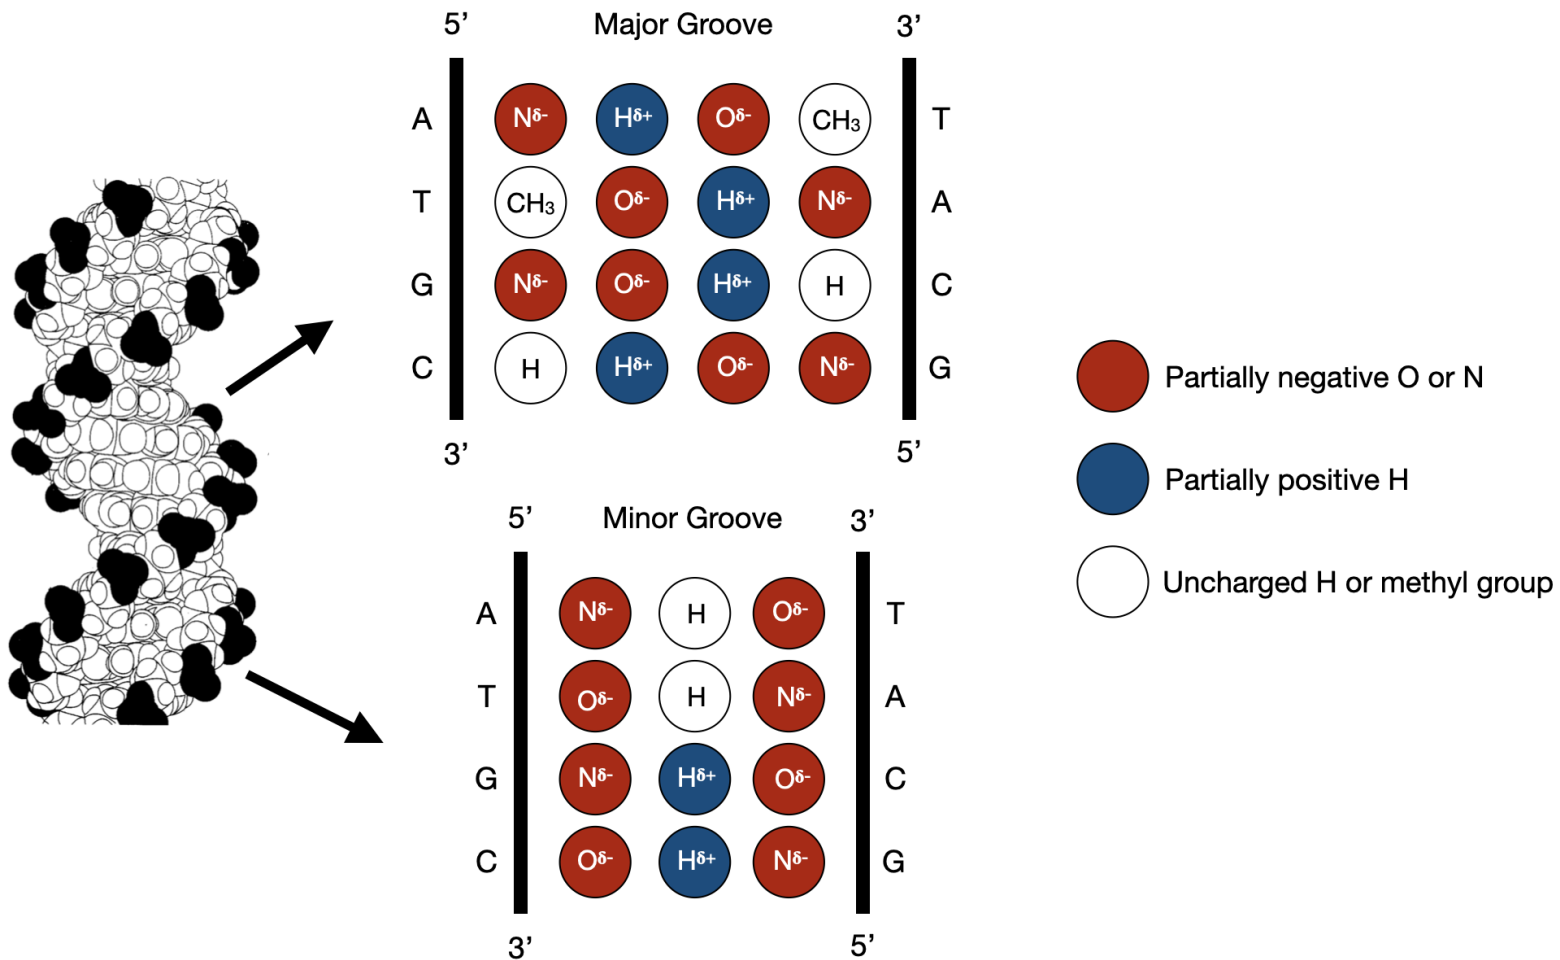 5’ Major Groove 3’
A Nδ- Hδ+ Oδ- CH₃ T
T CH₃ Oδ- Hδ+ Nδ- A
G Nδ- Oδ- Hδ+ H C
C H Hδ+ Oδ- Nδ- G
3’ 5’
Partially negative O or N
Partially positive H
Uncharged H or methyl group
5’ Minor Groove 3’
A Nδ- H Oδ- T
T Oδ- H Nδ- A
G Nδ- Hδ+ Oδ- C
C Oδ- Hδ+ Nδ- G
3’ 5’